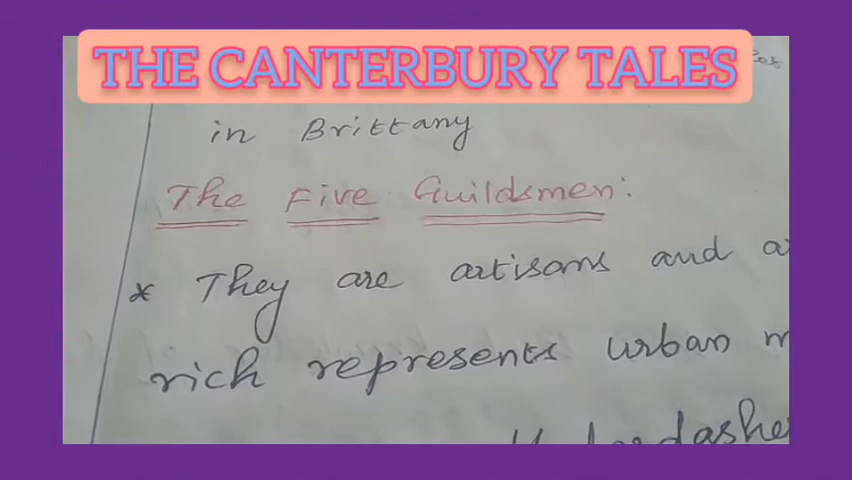 THE CANTERBURY TALES
in Brittany
The Five Guildsmen:
* They are artisans and
rich represents urban